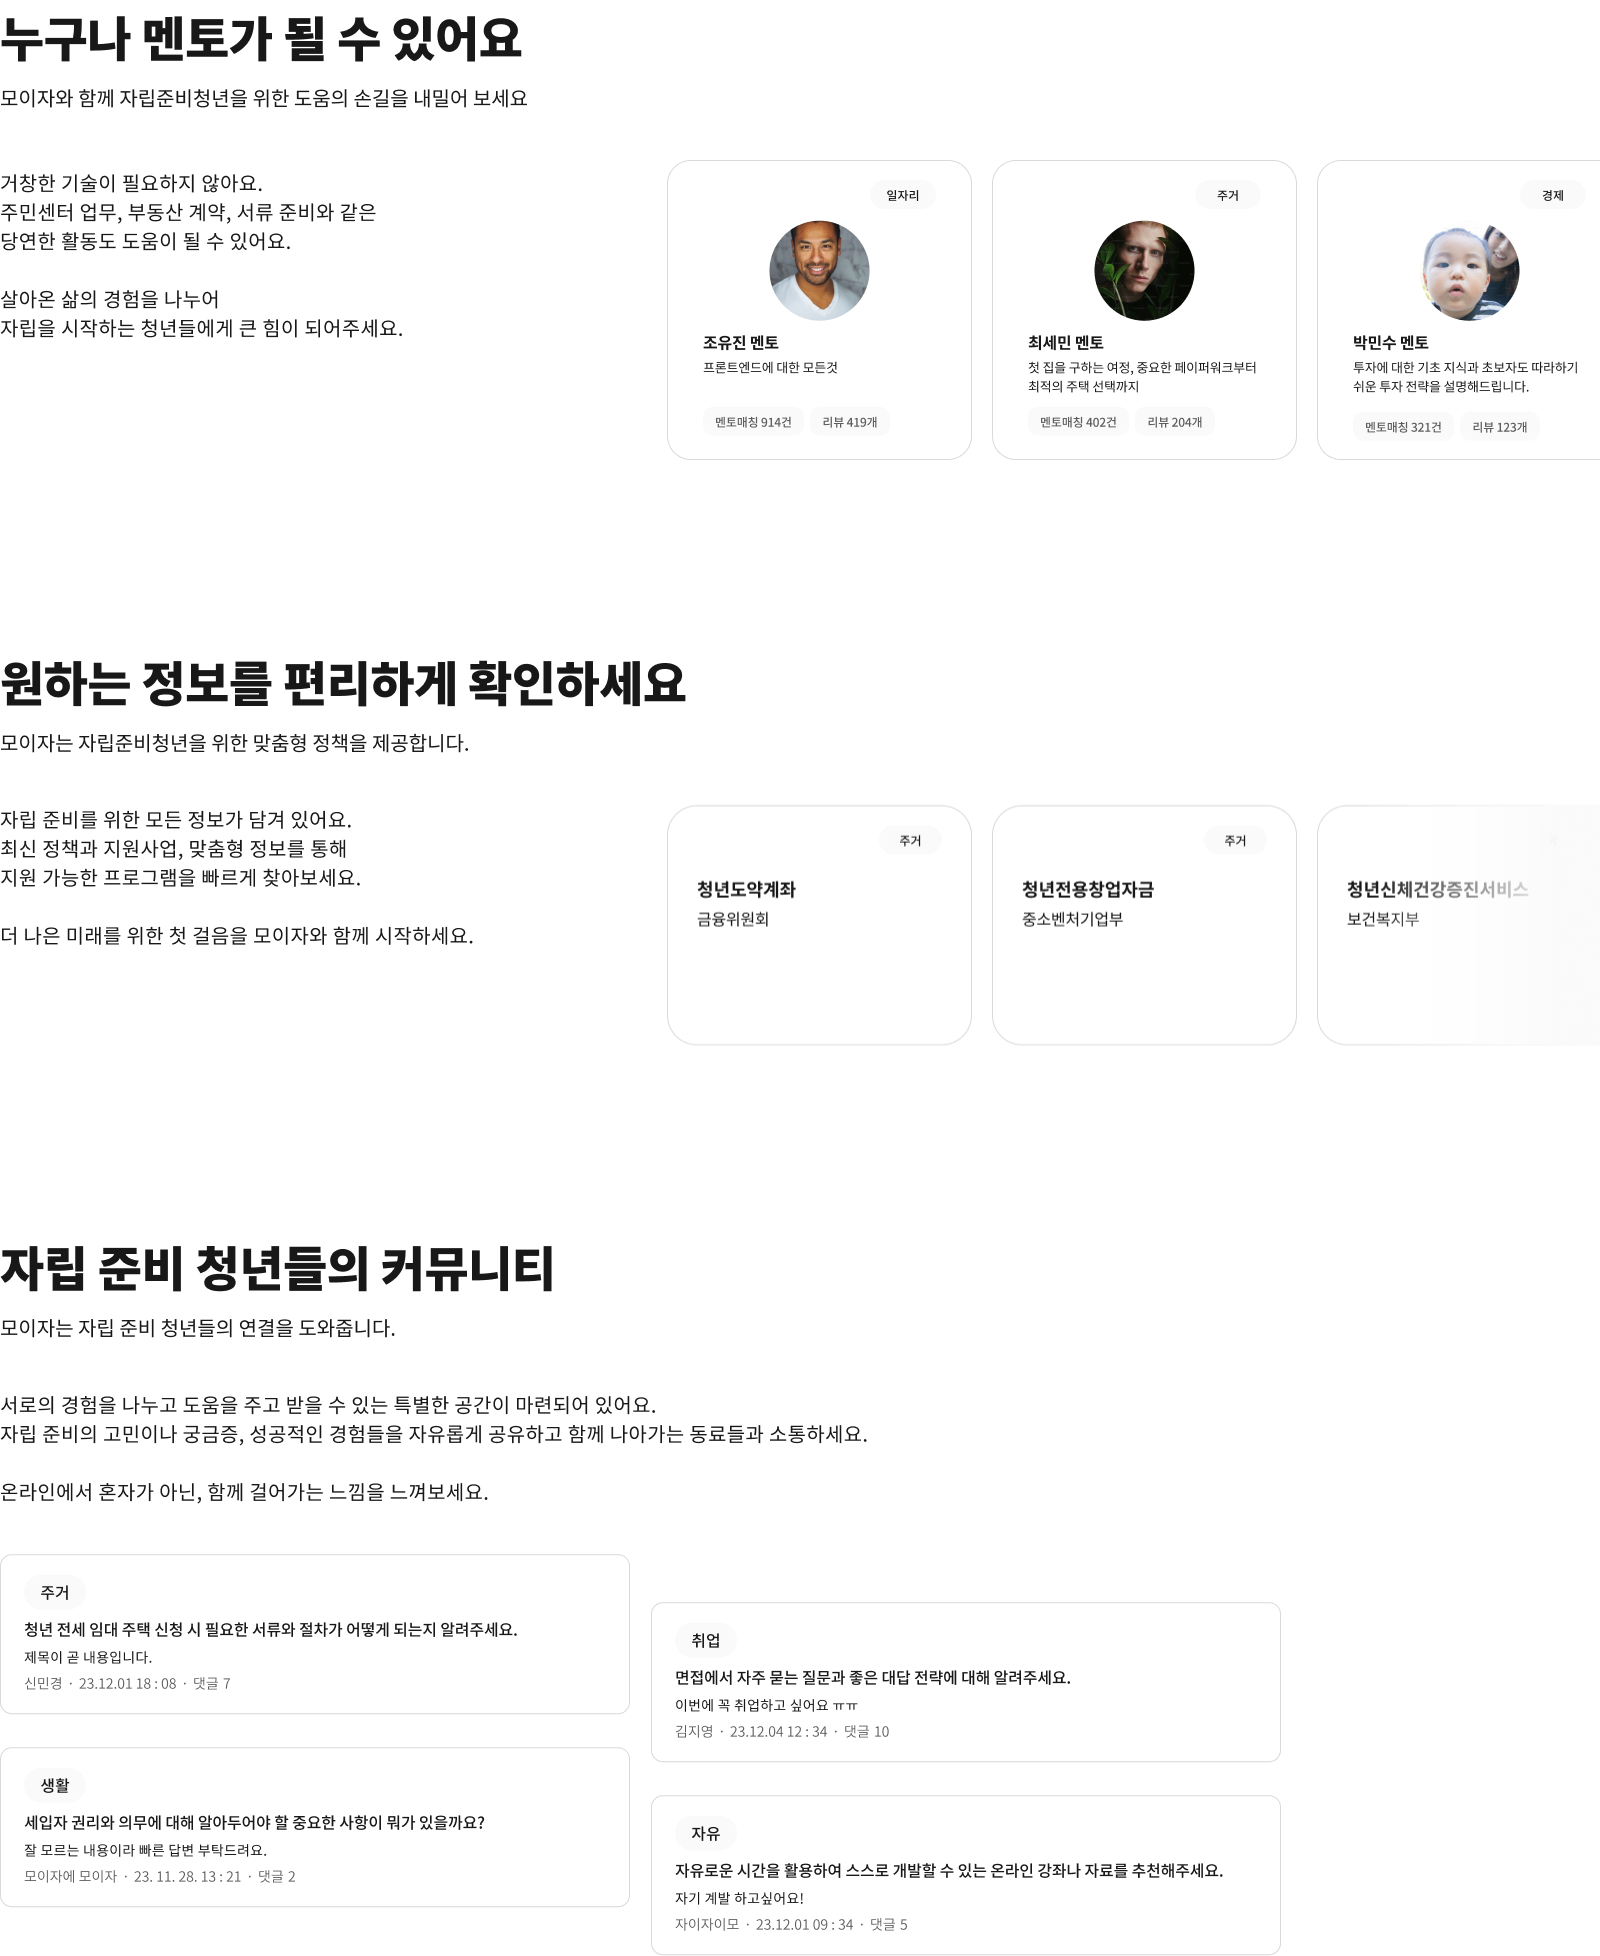 누구나 멘토가 될 수 있어요
모이자와 함께 자립준비청년을 위한 도움의 손길을 내밀어 보세요
거창한 기술이 필요하지 않아요.
주민센터 업무, 부동산 계약, 서류 준비와 같은
당연한 활동도 도움이 될 수 있어요.
살아온 삶의 경험을 나누어
자립을 시작하는 청년들에게 큰 힘이 되어주세요.
일자리
조유진 멘토
프론트엔드에 대한 모든것
멘토매칭 914건
리뷰 419개
주거
최세민 멘토
첫 집을 구하는 여정, 중요한 페이퍼워크부터
최적의 주택 선택까지
멘토매칭 402건
리뷰 204개
경제
박민수 멘토
투자에 대한 기초 지식과 초보자도 따라하기
쉬운 투자 전략을 설명해드립니다.
멘토매칭 321건
리뷰 123개
원하는 정보를 편리하게 확인하세요
모이자는 자립준비청년을 위한 맞춤형 정책을 제공합니다.
자립 준비를 위한 모든 정보가 담겨 있어요.
최신 정책과 지원사업, 맞춤형 정보를 통해
지원 가능한 프로그램을 빠르게 찾아보세요.
더 나은 미래를 위한 첫 걸음을 모이자와 함께 시작하세요.
주거
청년도약계좌
금융위원회
주거
청년전용창업자금
중소벤처기업부
청년신체건강증진서비스
보건복지부
자립 준비 청년들의 커뮤니티
모이자는 자립 준비 청년들의 연결을 도와줍니다.
서로의 경험을 나누고 도움을 주고 받을 수 있는 특별한 공간이 마련되어 있어요.
자립 준비의 고민이나 궁금증, 성공적인 경험들을 자유롭게 공유하고 함께 나아가는 동료들과 소통하세요.
온라인에서 혼자가 아닌, 함께 걸어가는 느낌을 느껴보세요.
주거
청년 전세 임대 주택 신청 시 필요한 서류와 절차가 어떻게 되는지 알려주세요.
제목이 곧 내용입니다.
신민경 · 23.12.01 18 : 08 · 댓글 7
취업
면접에서 자주 묻는 질문과 좋은 대답 전략에 대해 알려주세요.
이번에 꼭 취업하고 싶어요 ㅠㅠ
김지영 · 23.12.04 12 : 34 · 댓글 10
생활
세입자 권리와 의무에 대해 알아두어야 할 중요한 사항이 뭐가 있을까요?
잘 모르는 내용이라 빠른 답변 부탁드려요.
모이자에 모이자 · 23. 11. 28. 13 : 21 · 댓글 2
자유
자유로운 시간을 활용하여 스스로 개발할 수 있는 온라인 강좌나 자료를 추천해주세요.
자기 계발 하고싶어요!
자이자이모 · 23.12.01 09 : 34 · 댓글 5